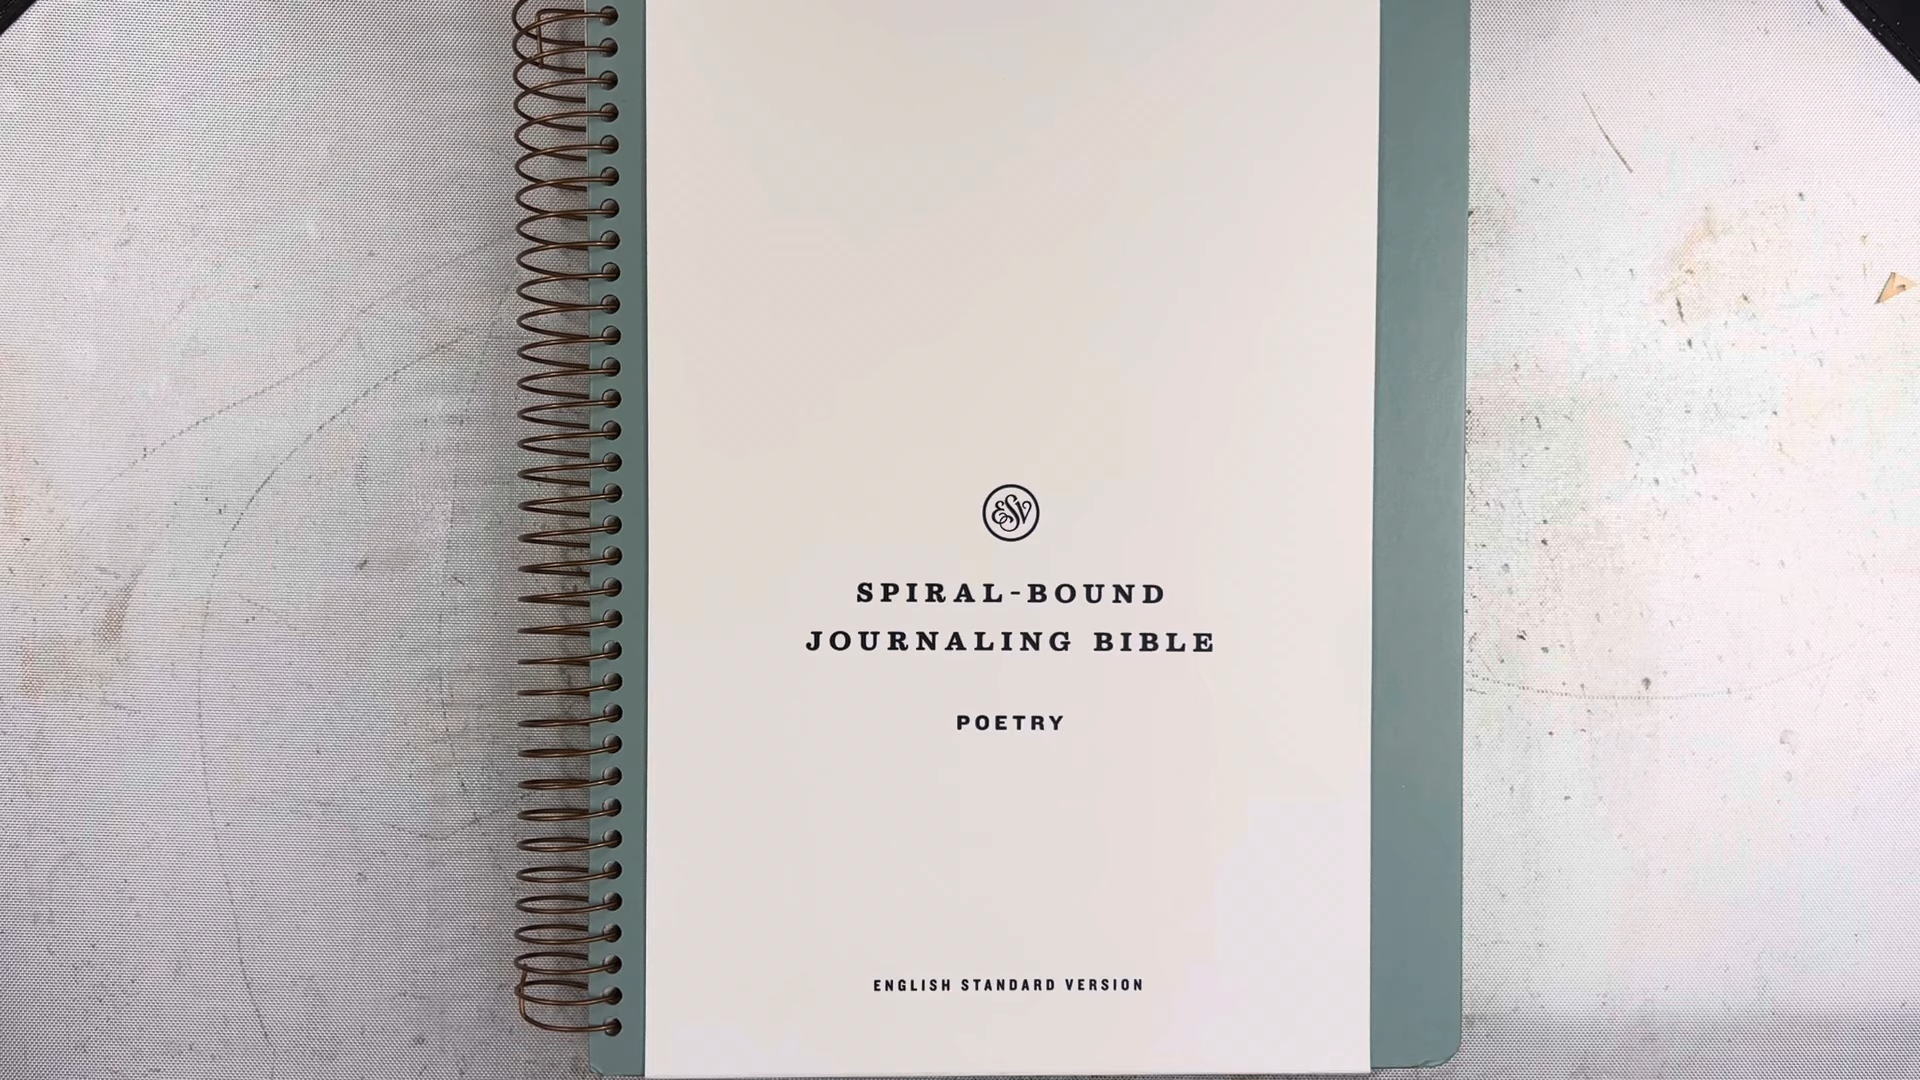 ESV
SPIRAL-BOUND
JOURNALING BIBLE
POETRY
ENGLISH STANDARD VERSION